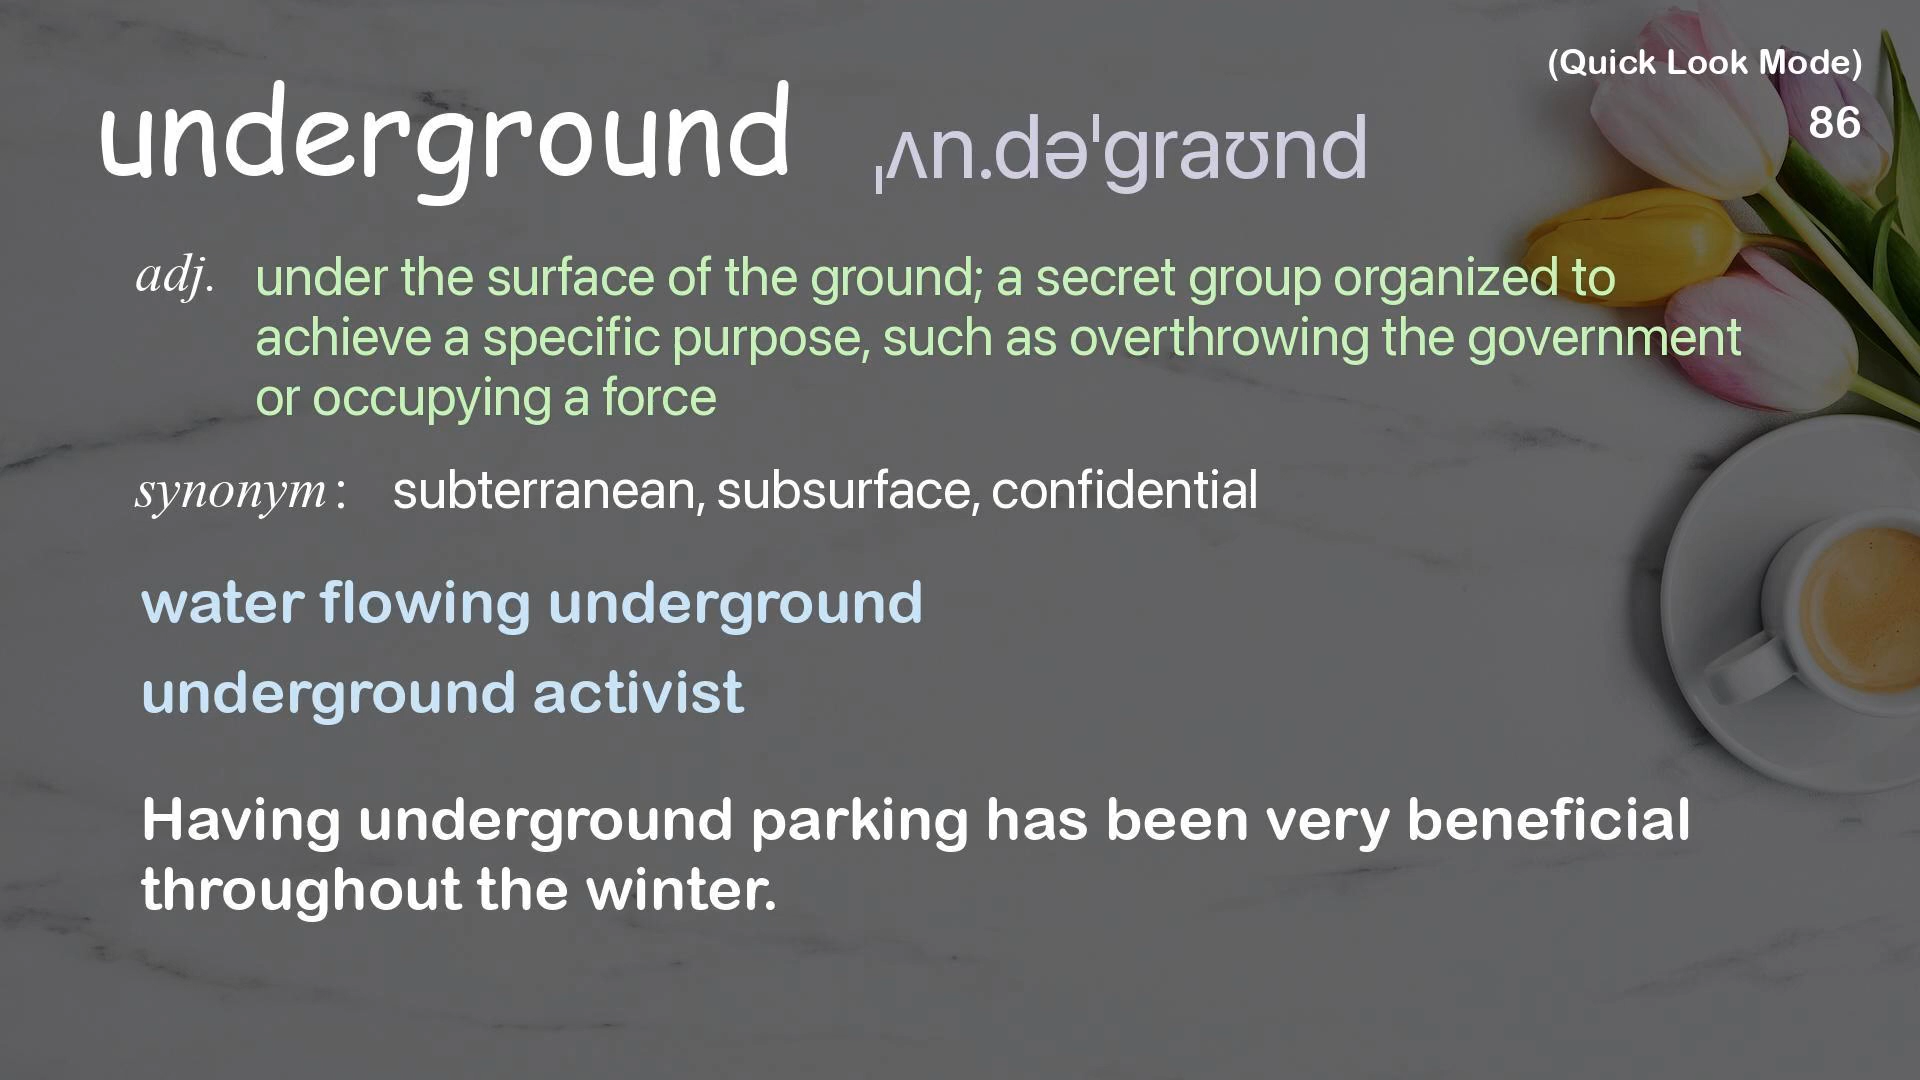 (Quick Look Mode)
underground ˌʌn.dəˈɡraʊnd
86
adj. under the surface of the ground; a secret group organized to
achieve a specific purpose, such as overthrowing the government
or occupying a force
synonym: subterranean, subsurface, confidential
water flowing underground
underground activist
Having underground parking has been very beneficial
throughout the winter.